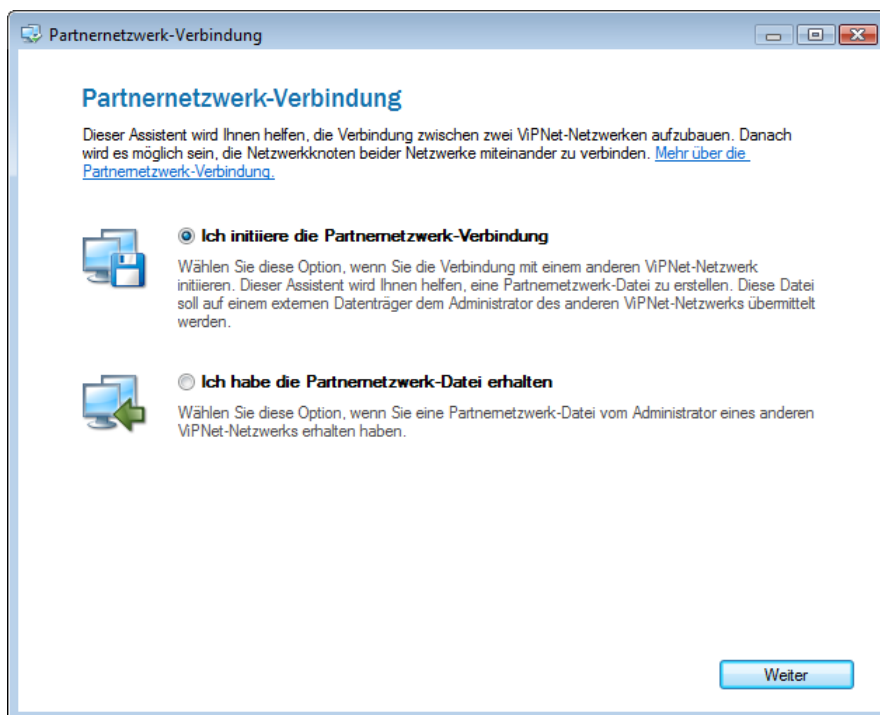 Partnernetzwerk-Verbindung
Partnernetzwerk-Verbindung
Dieser Assistent wird Ihnen helfen, die Verbindung zwischen zwei ViPNet-Netzwerken aufzubauen. Danach
wird es möglich sein, die Netzwerkknoten beider Netzwerke miteinander zu verbinden. Mehr über die
Partnernetzwerk-Verbindung.
Ich initiiere die Partnernetzwerk-Verbindung
Wählen Sie diese Option, wenn Sie die Verbindung mit einem anderen ViPNet-Netzwerk
initiieren. Dieser Assistent wird Ihnen helfen, eine Partnernetzwerk-Datei zu erstellen. Diese Datei
soll auf einem externen Datenträger dem Administrator des anderen ViPNet-Netzwerks übermittelt
werden.
Ich habe die Partnernetzwerk-Datei erhalten
Wählen Sie diese Option, wenn Sie eine Partnernetzwerk-Datei vom Administrator eines anderen
ViPNet-Netzwerks erhalten haben.
Weiter